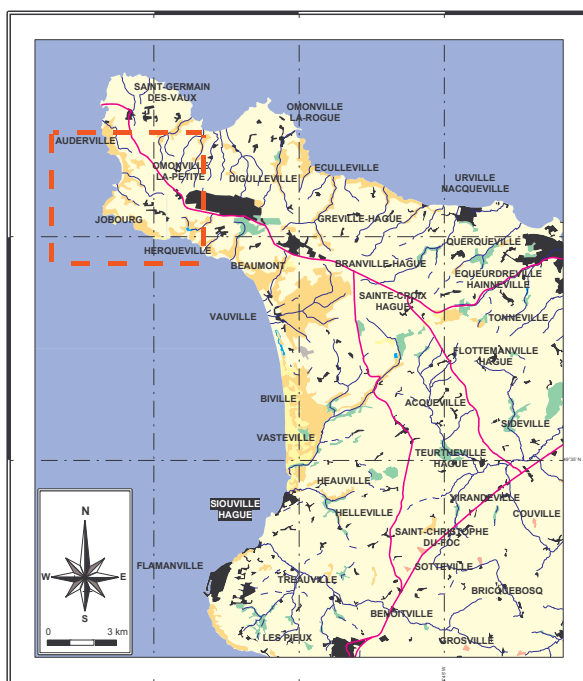 SAINT-GERMAIN
DES-VAUX
OMONVILLE
LA-ROGUE
AUDERVILLE
OMONVILLE
LA-PETITE
DIGULLEVILLE
ECULLEVILLE
URVILLE
NACQUEVILLE
JOBOURG
GREVILLE-HAGUE
HERQUEVILLE
QUERQUEVILLE
BEAUMONT
BRANVILLE-HAGUE
EQUEURDREVILLE
HAINNEVILLE
SAINTE-CROIX
HAGUE
VAUVILLE
TONNEVILLE
FLOTTEMANVILLE
HAGUE
BIVILLE
ACQUEVILLE
SIDEVILLE
VASTEVILLE
TEURTHEVILLE
HAGUE
HEAUVILLE
VIRANDEVILLE
SIOUVILLE
HAGUE
HELLEVILLE
COUVILLE
SAINT-CHRISTOPHE
DU-FOC
FLAMANVILLE
SOTTEVILLE
TREAUVILLE
BRICQUEBOSQ
BENOITVILLE
LES PIEUX
GROSVILLE
N
W
E
S
0
3 km